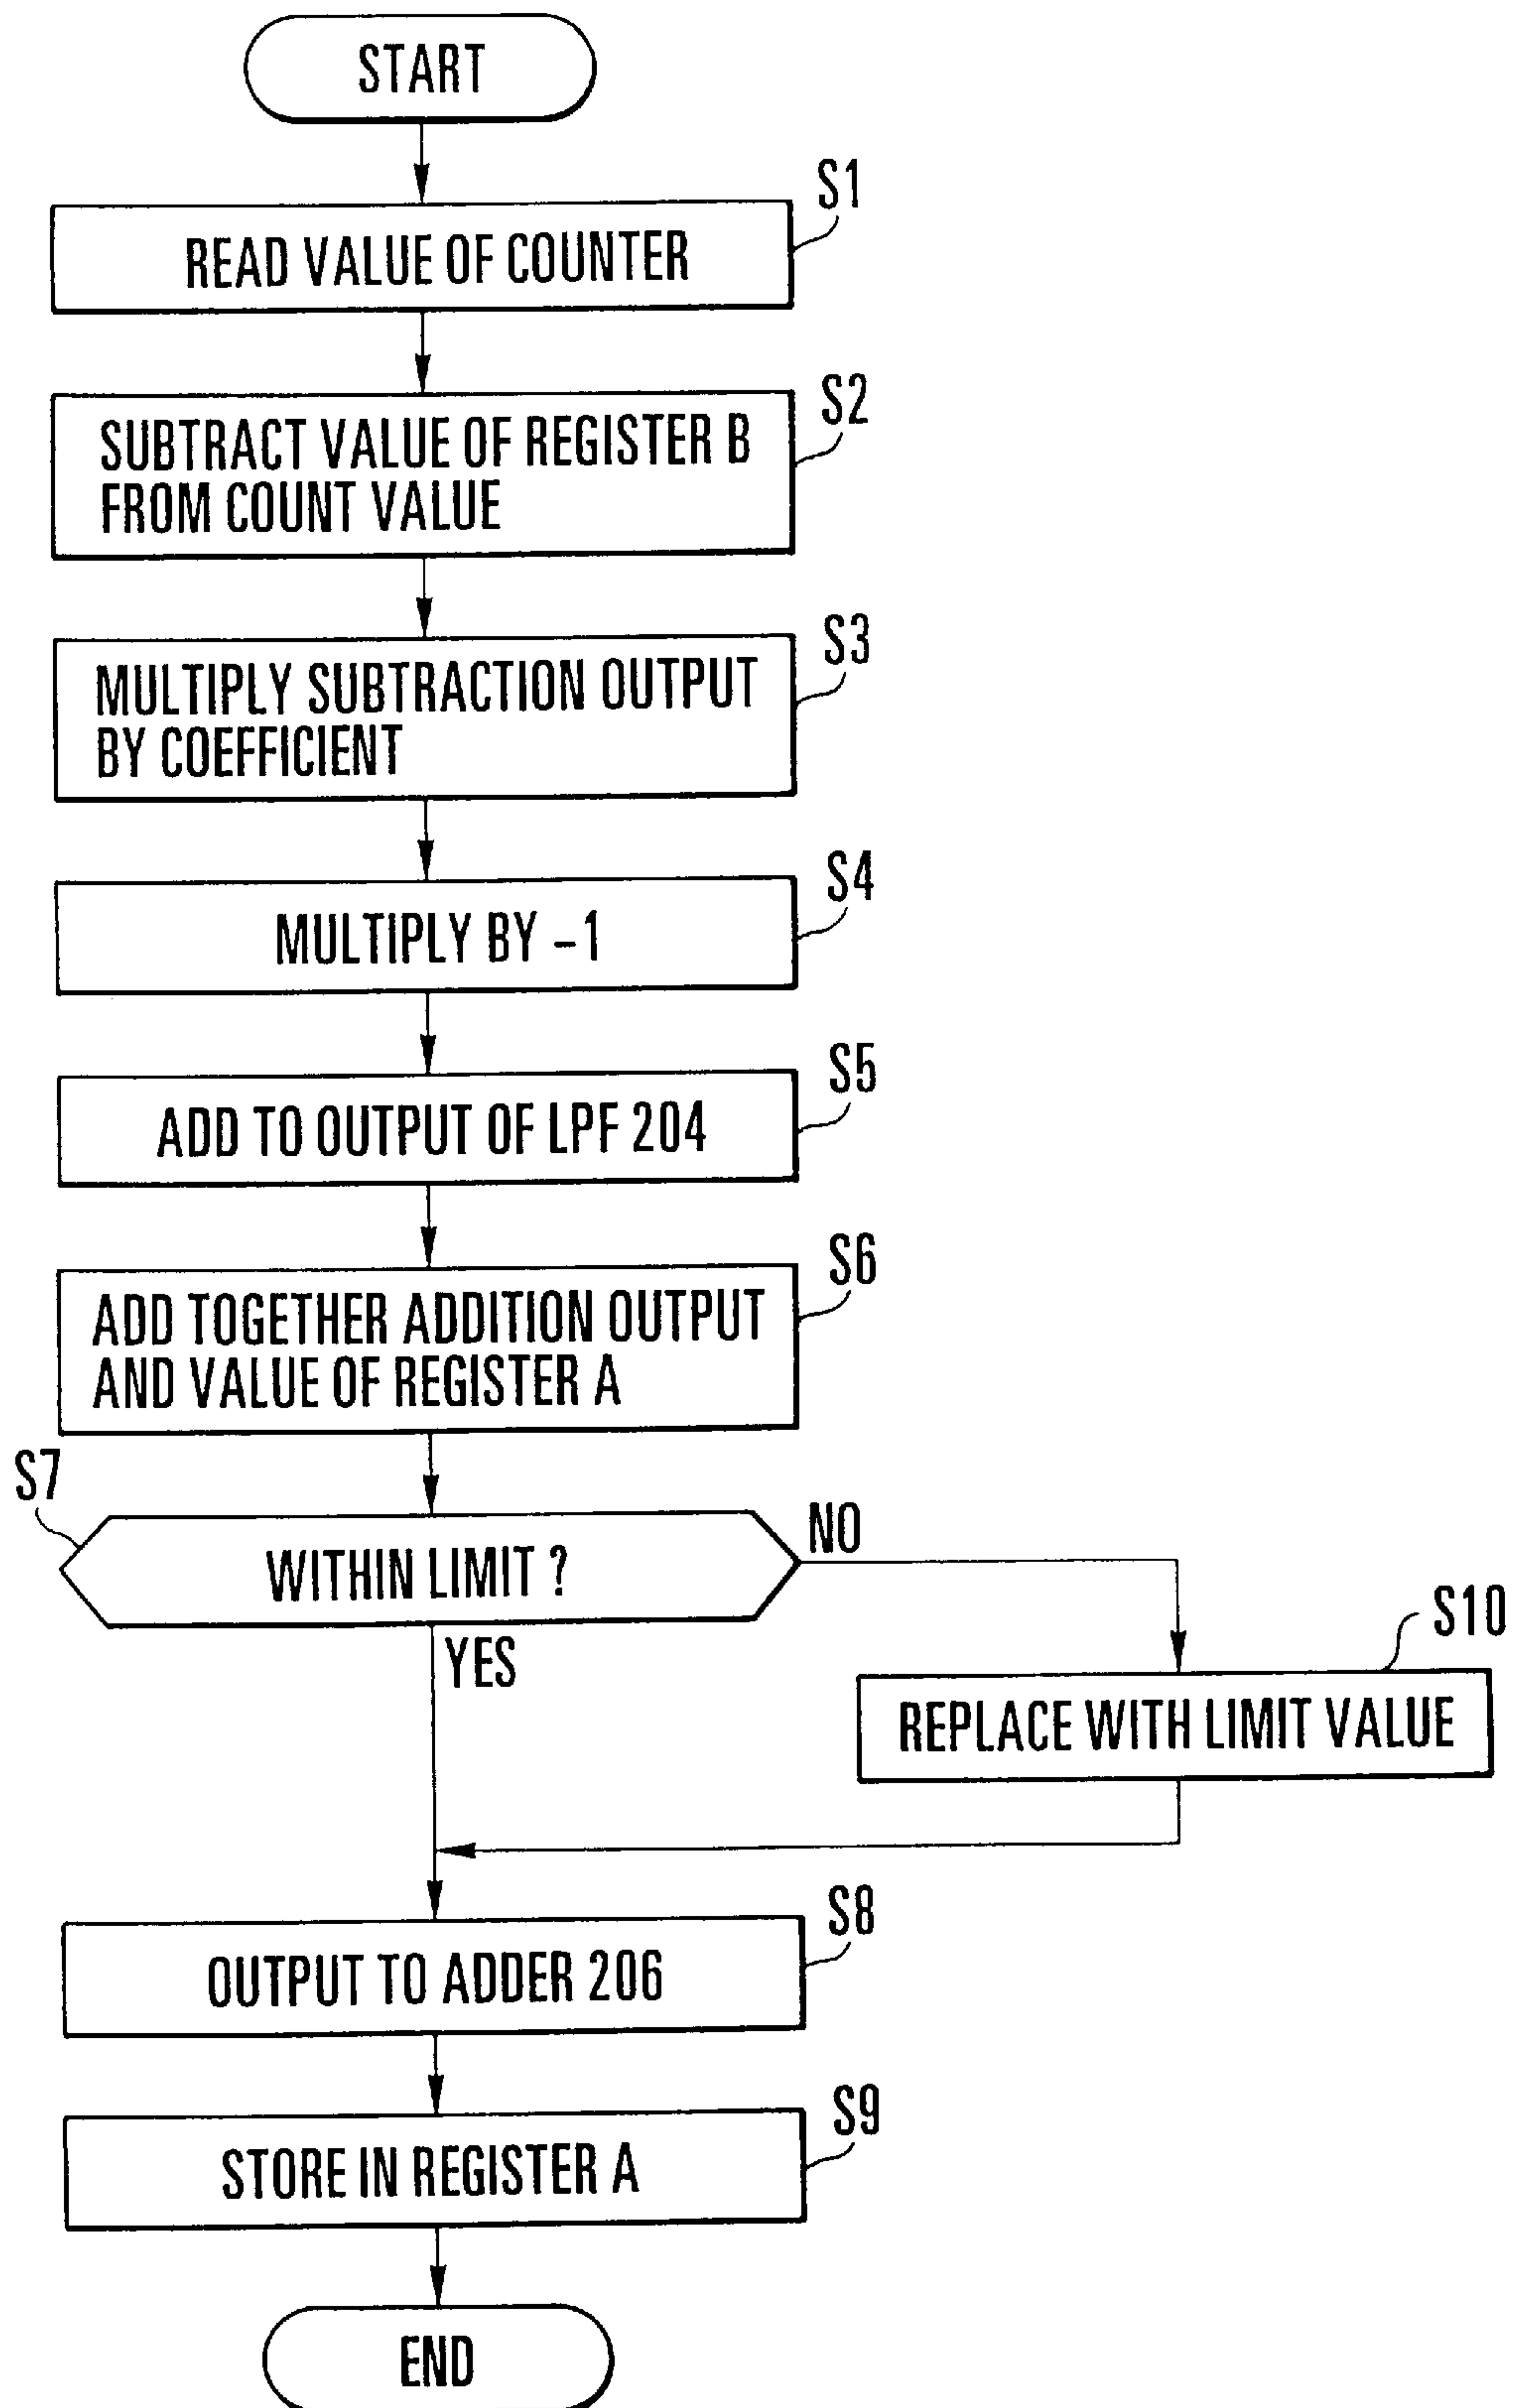 START
S1
READ VALUE OF COUNTER
S2
SUBTRACT VALUE OF REGISTER B
FROM COUNT VALUE
S3
MULTIPLY SUBTRACTION OUTPUT
BY COEFFICIENT
S4
MULTIPLY BY -1
S5
ADD TO OUTPUT OF LPF 204
S6
ADD TOGETHER ADDITION OUTPUT
AND VALUE OF REGISTER A
S7
WITHIN LIMIT ?
NO
YES
S10
REPLACE WITH LIMIT VALUE
S8
OUTPUT TO ADDER 206
S9
STORE IN REGISTER A
END